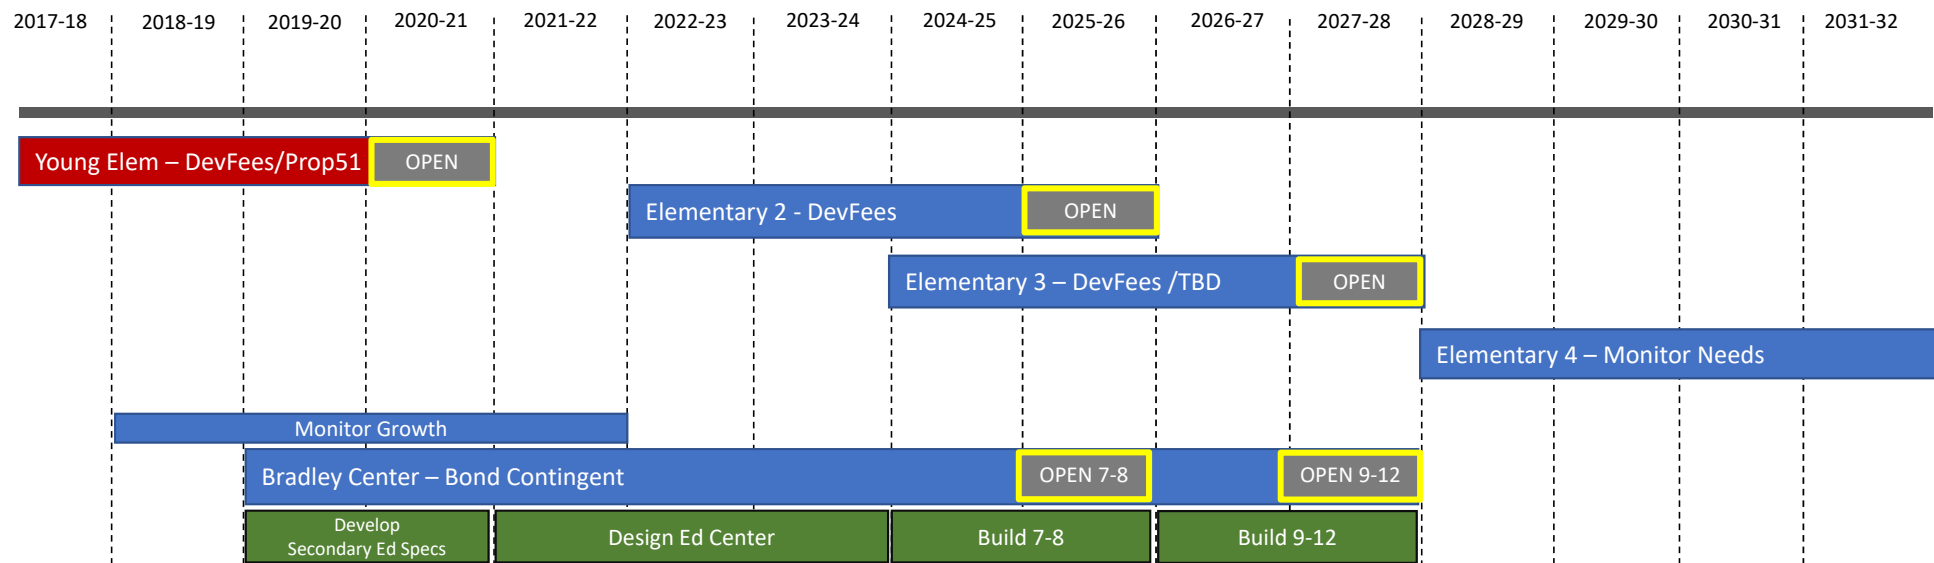 2017-18 2018-19 2019-20 2020-21 2021-22 2022-23 2023-24 2024-25 2025-26 2026-27 2027-28 2028-29 2029-30 2030-31 2031-32
Young Elem – DevFees/Prop51 OPEN
Elementary 2 - DevFees OPEN
Elementary 3 – DevFees /TBD OPEN
Elementary 4 – Monitor Needs
Monitor Growth
Bradley Center – Bond Contingent OPEN 7-8 OPEN 9-12
Develop
Secondary Ed Specs
Design Ed Center
Build 7-8
Build 9-12